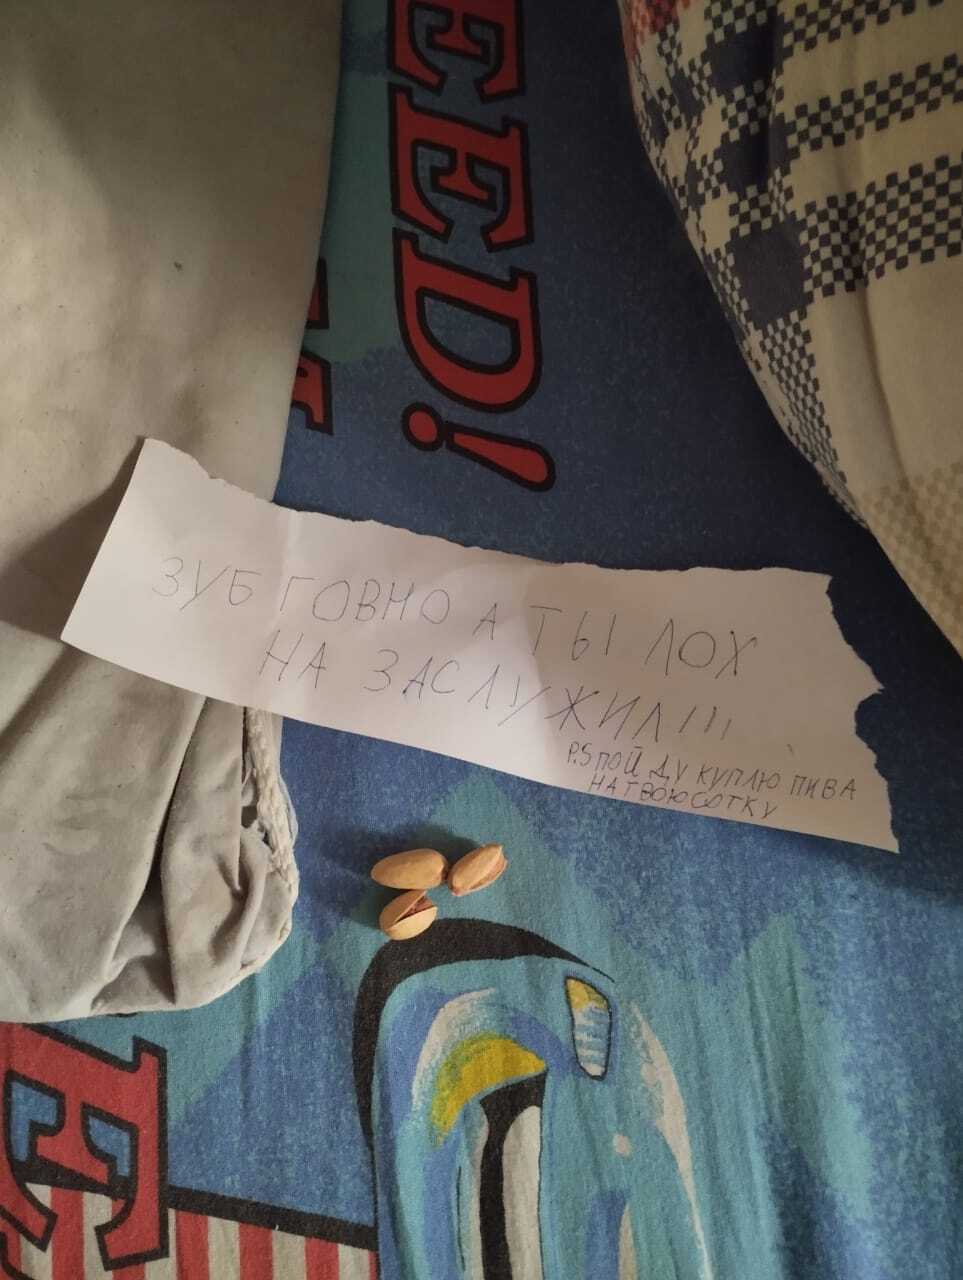 EED!
ЗУБ ГОВНО А ТЫ ЛОХ
НА ЗАСЛУЖИЛ!!!
P.S ПОЙДУ КУПЛЮ ПИВА
НА ТВОЮ СОТКУ
E